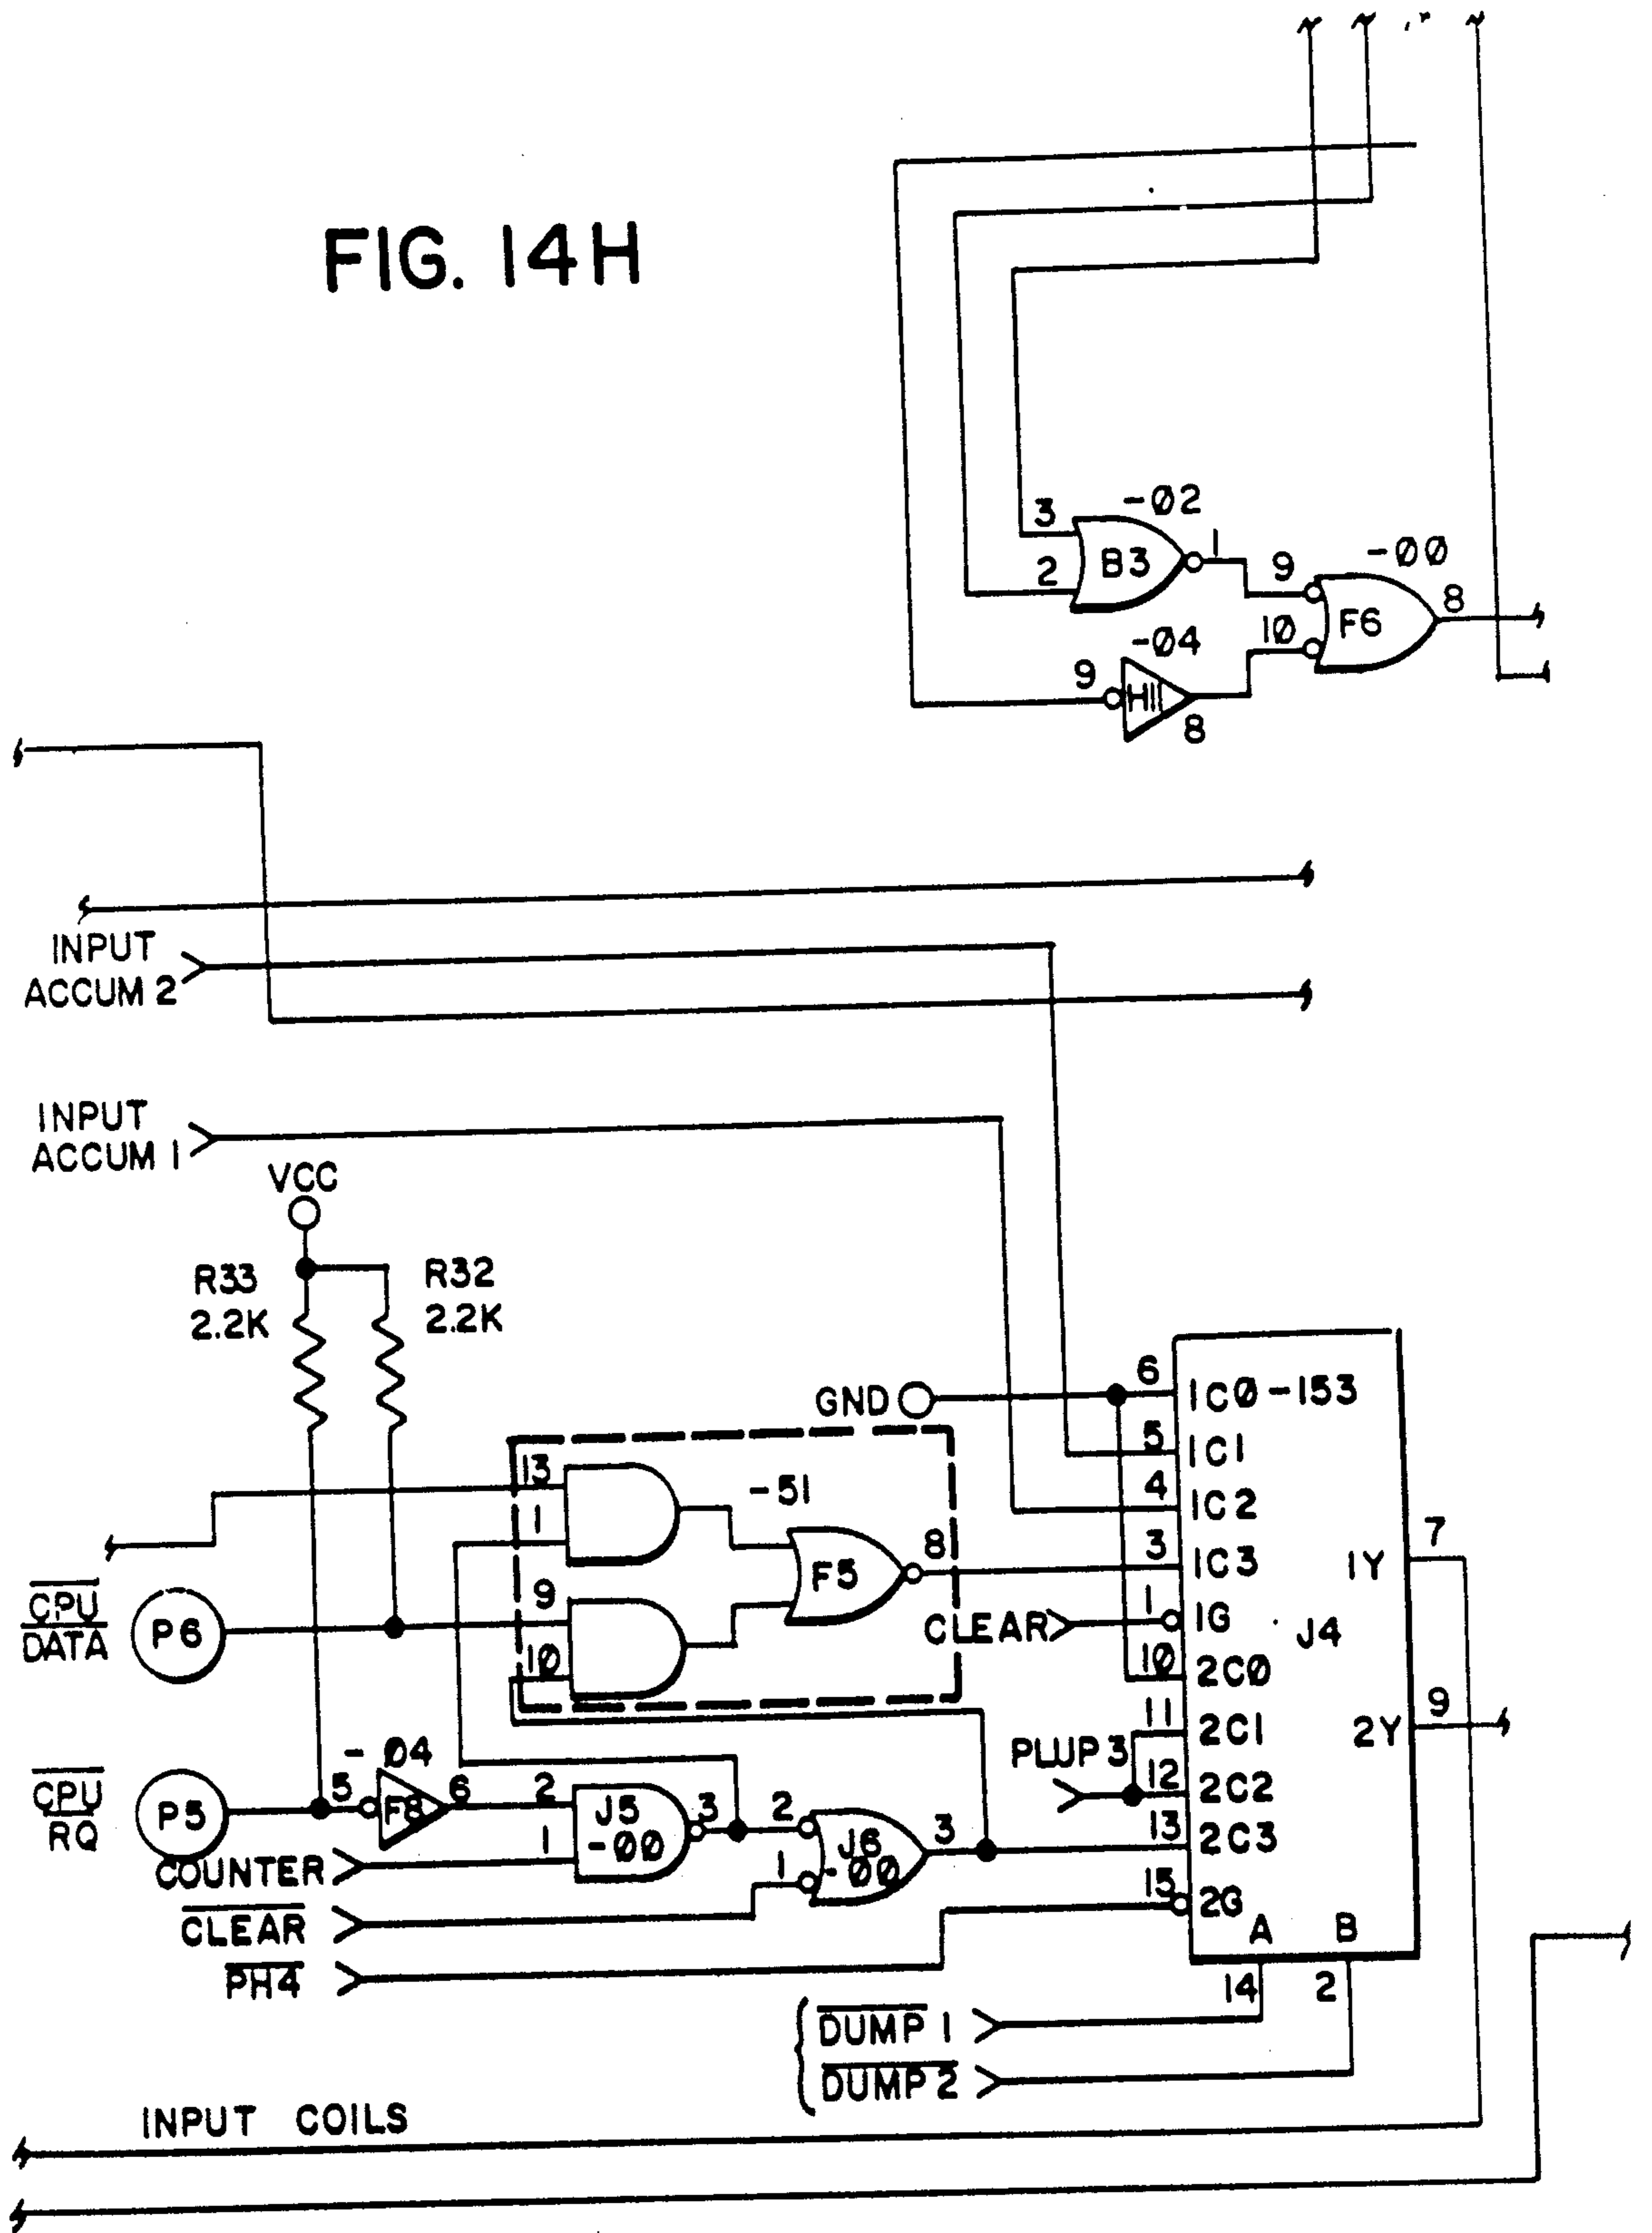 FIG. 14H
-02
3
1
B3
2
-00
9
8
F6
10
-04
9
H11
8
INPUT
ACCUM 2
INPUT
ACCUM 1
VCC
R33
2.2K
R32
2.2K
GND
6
1C0-153
5
1C1
4
1C2
3
1C3
1
1G
CLEAR
10
2C0
11
2C1
PLUP 3
12
2C2
13
2C3
15
2G
A
B
14
2
1Y
7
J4
2Y
9
13
1
-51
8
F5
9
10
CPU
DATA
P6
CPU
RQ
P5
-04
5
F8
6
2
J5
-00
3
1
2
J6
-00
3
1
COUNTER
CLEAR
PH4
DUMP 1
DUMP 2
INPUT COILS